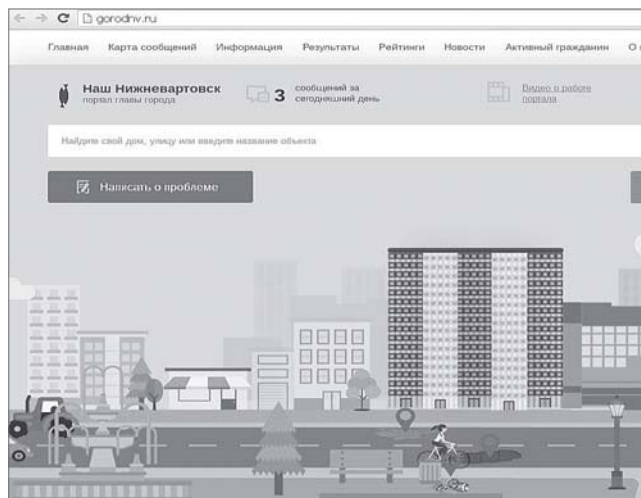 gorodnv.ru
Главная Карта сообщений Информация Результаты Рейтинги Новости Активный гражданин О
Наш Нижневартовск
портал главы города
3 сообщений за
сегодняшний день
Видео о работе
портала
Найдите свой дом, улицу или введите название объекта
Написать о проблеме